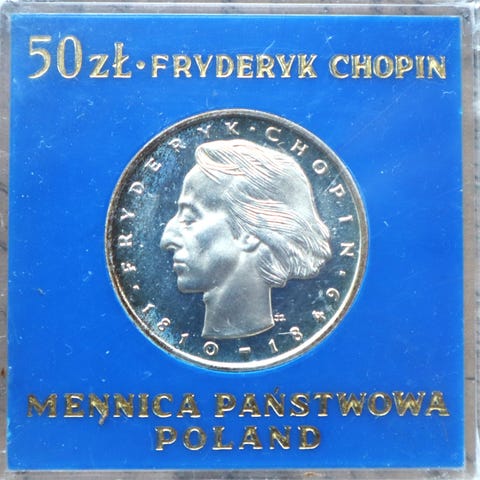 50 ZŁ · FRYDERYK CHOPIN
· FRYDERYK · CHOPIN ·
1810 – 1849
MENNICA PAŃSTWOWA
POLAND